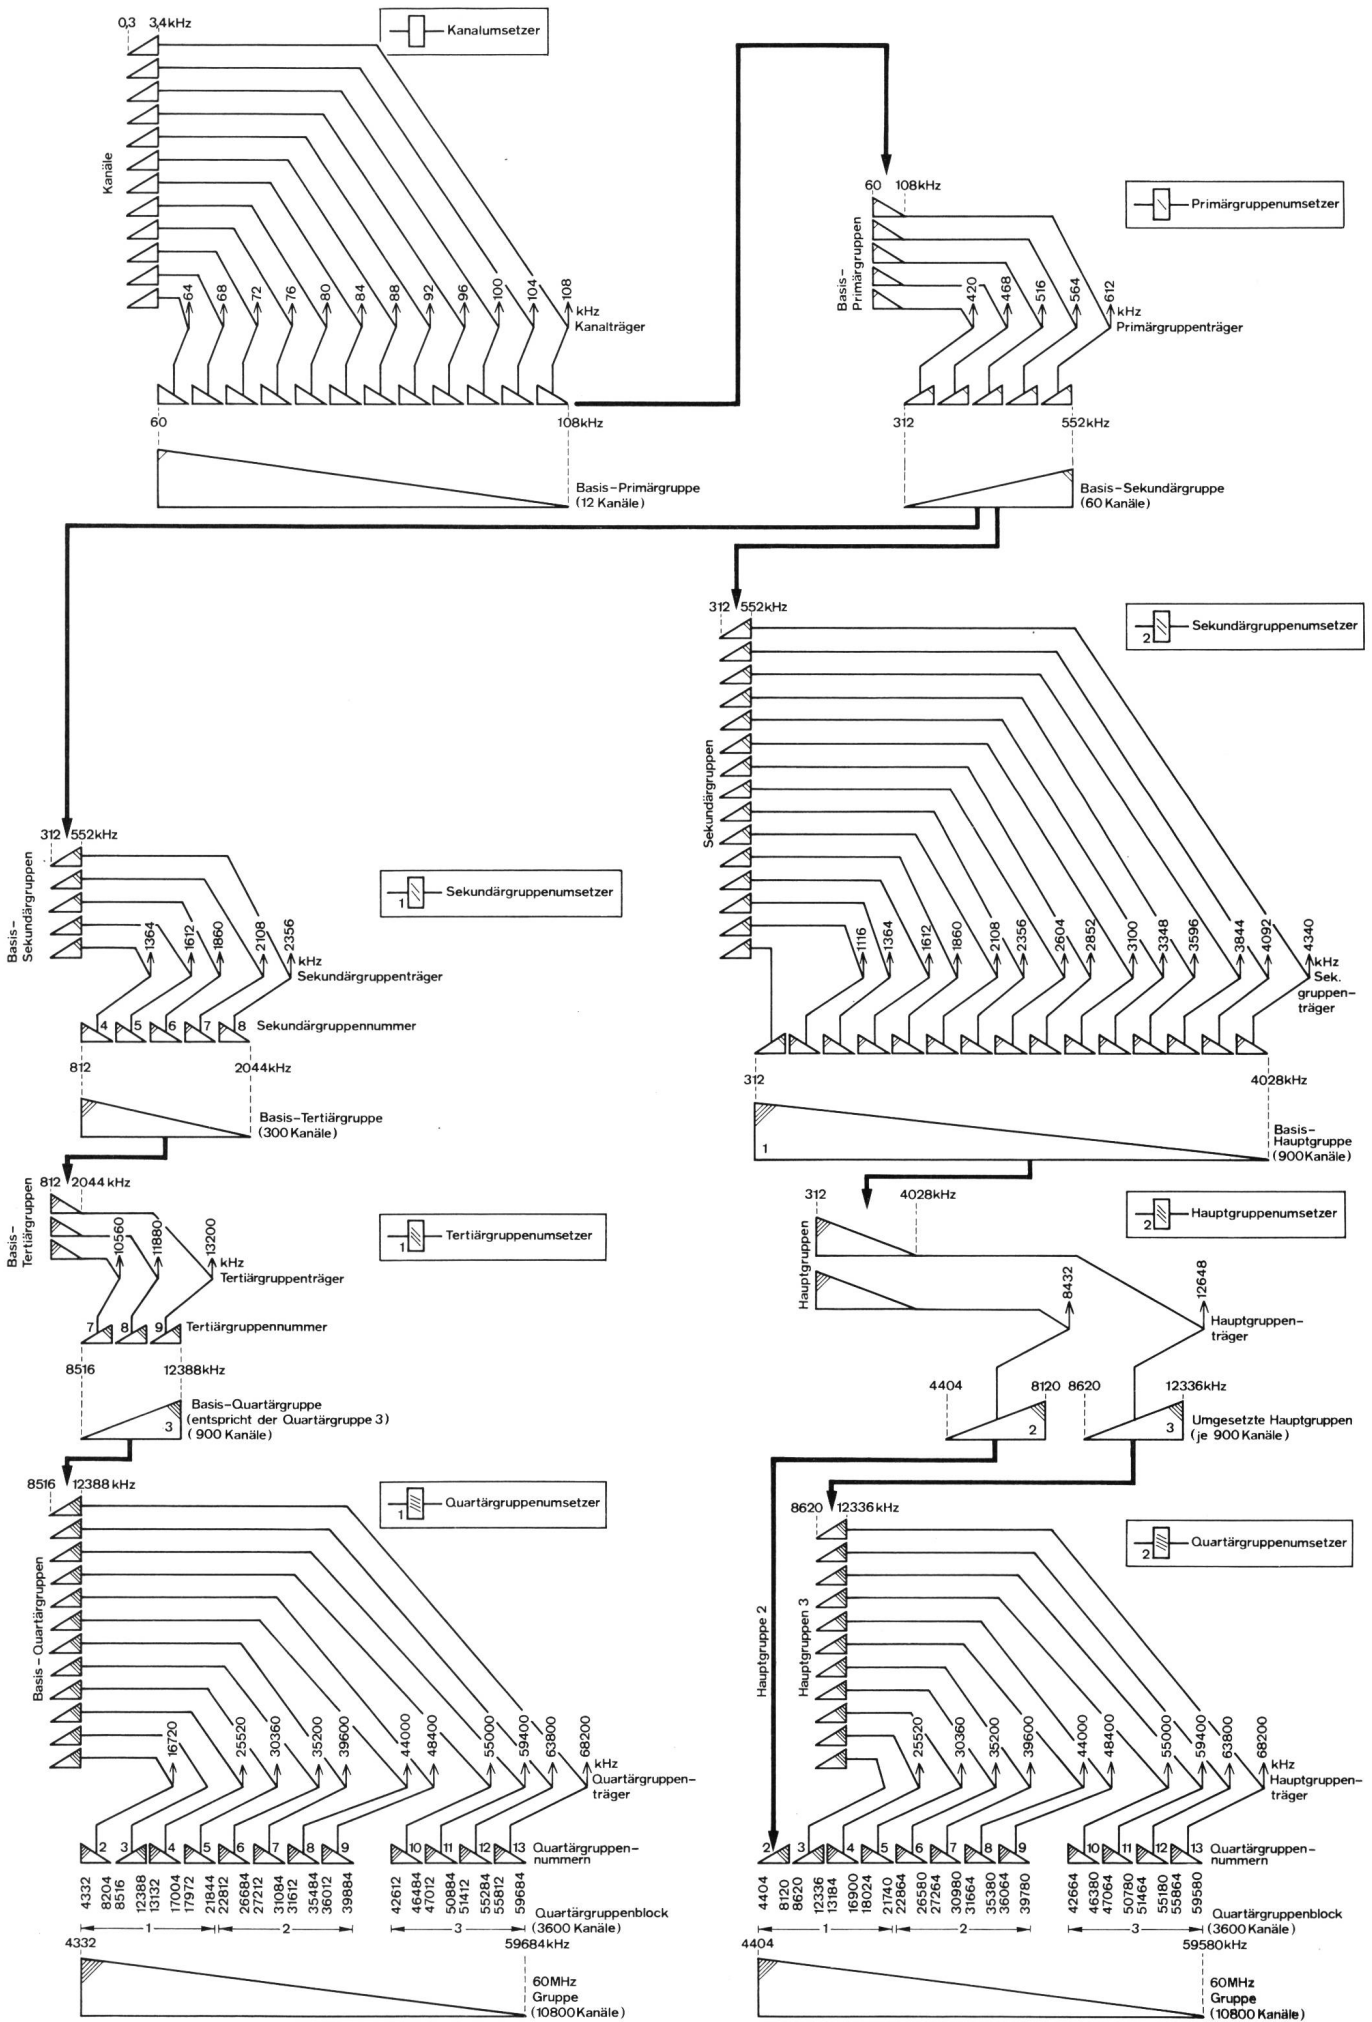 0,3 3,4kHz
Kanalumsetzer
Kanäle
64 68 72 76 80 84 88 92 96 100 104 108
kHz
Kanalträger
60 108kHz
Basis-Primärgruppe
(12 Kanäle)
60 108kHz
Primärgruppenumsetzer
Basis-
Primärgruppen
420 468 516 564 612
kHz
Primärgruppenträger
312 552kHz
Basis-Sekundärgruppe
(60 Kanäle)
312 552kHz
2 Sekundärgruppenumsetzer
Sekundärgruppen
1116 1364 1612 1860 2108 2356 2604 2852 3100 3348 3596 3844 4092 4340
kHz
Sek.
gruppen-
träger
312 4028kHz
1
Basis-
Hauptgruppe
(900Kanäle)
312 552kHz
Basis-
Sekundärgruppen
1 Sekundärgruppenumsetzer
1364 1612 1860 2108 2356
kHz
Sekundärgruppenträger
4 5 6 7 8 Sekundärgruppennummer
812 2044kHz
Basis-Tertiärgruppe
(300 Kanäle)
812 2044kHz
Basis-
Tertiärgruppen
1 Tertiärgruppenumsetzer
10560 11880 13200
kHz
Tertiärgruppenträger
7 8 9 Tertiärgruppennummer
8516 12388kHz
3
Basis-Quartärgruppe
(entspricht der Quartärgruppe 3)
(900 Kanäle)
312 4028kHz
Hauptgruppen
2 Hauptgruppenumsetzer
8432 12648
Hauptgruppen-
träger
4404 8120 8620 12336kHz
2 3
Umgesetzte Hauptgruppen
(je 900Kanäle)
8516 12388kHz
1 Quartärgruppenumsetzer
Basis-Quartärgruppen
16720 25520 30360 35200 39600 44000 48400 55000 59400 63800 68200
kHz
Quartärgruppen-
träger
2 3 4 5 6 7 8 9 10 11 12 13
Quartärgruppen-
nummern
4332 8204 8516 12388 13132 17004 17972 21844 22812 26684 27212 31084 31612 35484 36012 39884 42612 46484 47012 50884 51412 55284 55812 59684
1 2 3
Quartärgruppenblock
(3600 Kanäle)
4332 59684kHz
60MHz
Gruppe
(10800Kanäle)
8620 12336kHz
2 Quartärgruppenumsetzer
Hauptgruppe 2
Hauptgruppen 3
25520 30360 35200 39600 44000 48400 55000 59400 63800 68200
kHz
Hauptgruppen-
träger
2 3 4 5 6 7 8 9 10 11 12 13
Quartärgruppen-
nummern
4404 8120 8620 12336 13184 16900 18024 21740 22864 26580 27264 30980 31664 35380 36064 39780 42664 46380 47064 50780 51464 55180 55864 59580
1 2 3
Quartärgruppenblock
(3600 Kanäle)
4404 59580kHz
60MHz
Gruppe
(10800Kanäle)